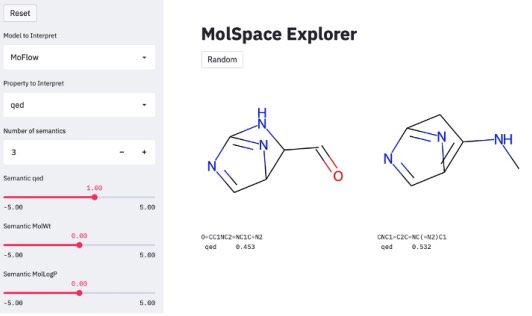 Reset
Model to Interpret
MoFlow
Property to Interpret
qed
Number of semantics
3 - +
Semantic qed
1.00
-5.00 5.00
Semantic MolWt
0.00
-5.00 5.00
Semantic MolLogP
0.00
-5.00 5.00
MolSpace Explorer
Random
H
N
N
N
O
O=CC1NC2=NC1C=N2
qed 0.453
N
N
NH
CNC1=C2C=NC(=N2)C1
qed 0.532